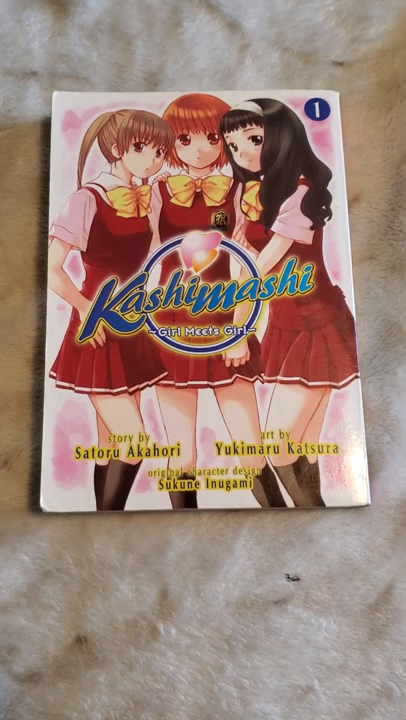 1
Kashimashi
~Girl Meets Girl~
story by
Satoru Akahori
art by
Yukimaru Katsura
original character design
Sukune Inugami